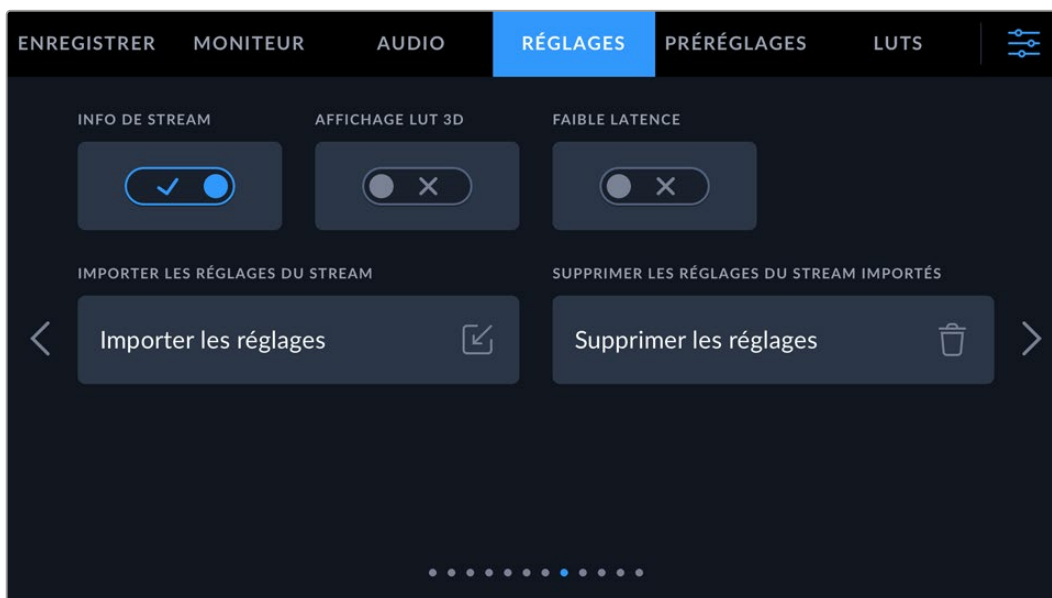 ENREGISTRER MONITEUR AUDIO RÉGLAGES PRÉRÉGLAGES LUTS
INFO DE STREAM AFFICHAGE LUT 3D FAIBLE LATENCE
IMPORTER LES RÉGLAGES DU STREAM SUPPRIMER LES RÉGLAGES DU STREAM IMPORTÉS
Importer les réglages Supprimer les réglages